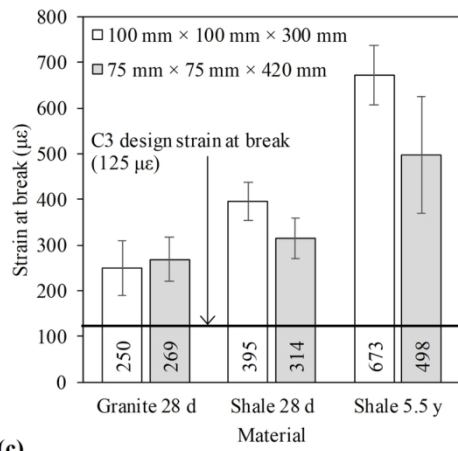 800
700
600
500
400
300
200
100
0
Strain at break (με)
100 mm × 100 mm × 300 mm
75 mm × 75 mm × 420 mm
C3 design strain at break
(125 με)
250
269
395
314
673
498
Granite 28 d
Shale 28 d
Shale 5.5 y
Material
(c)